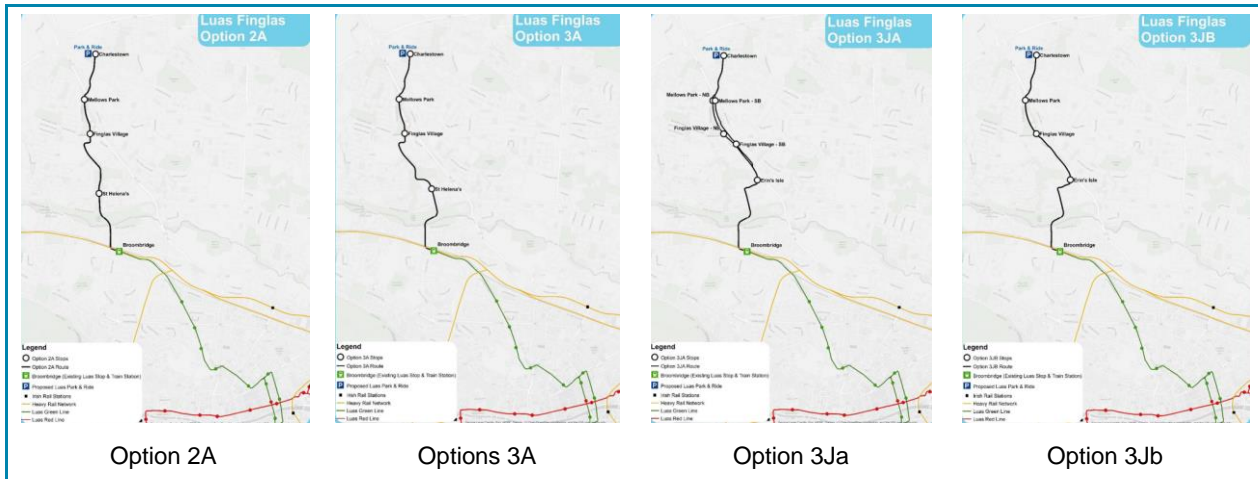 Luas Finglas
Option 2A
Park & Ride
P Charlestown
Mellows Park
Finglas Village
St Helena's
Broombridge
Legend
Option 2A Stops
Option 2A Route
Broombridge (Existing Luas Stop & Train Station)
P Proposed Luas Park & Ride
Irish Rail Stations
Heavy Rail Network
Luas Green Line
Luas Red Line
Option 2A
Luas Finglas
Option 3A
Park & Ride
P Charlestown
Mellows Park
Finglas Village
St Helena's
Broombridge
Legend
Option 3A Stops
Option 3A Route
Broombridge (Existing Luas Stop & Train Station)
P Proposed Luas Park & Ride
Irish Rail Stations
Heavy Rail Network
Luas Green Line
Luas Red Line
Options 3A
Luas Finglas
Option 3JA
Park & Ride
P Charlestown
Mellows Park - NB
Mellows Park - SB
Finglas Village -
Finglas Village - SB
Erin's Isle
Broombridge
Legend
Option 3JA Stops
Option 3JA Route
Broombridge (Existing Luas Stop & Train Station)
P Proposed Luas Park & Ride
Irish Rail Stations
Heavy Rail Network
Luas Green Line
Luas Red Line
Option 3Ja
Luas Finglas
Option 3JB
Park & Ride
P Charlestown
Mellows Park
Finglas Village
Erin's Isle
Broombridge
Legend
Option 3JB Stops
Option 3JB Route
Broombridge (Existing Luas Stop & Train Station)
P Proposed Luas Park & Ride
Irish Rail Stations
Heavy Rail Network
Luas Green Line
Luas Red Line
Option 3Jb